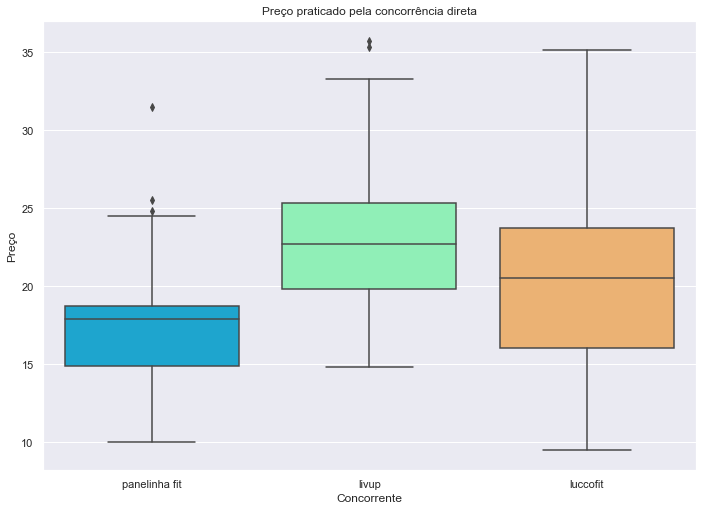 Preço praticado pela concorrência direta
35
30
25
20
15
10
Preço
panelinha fit
livup
luccofit
Concorrente